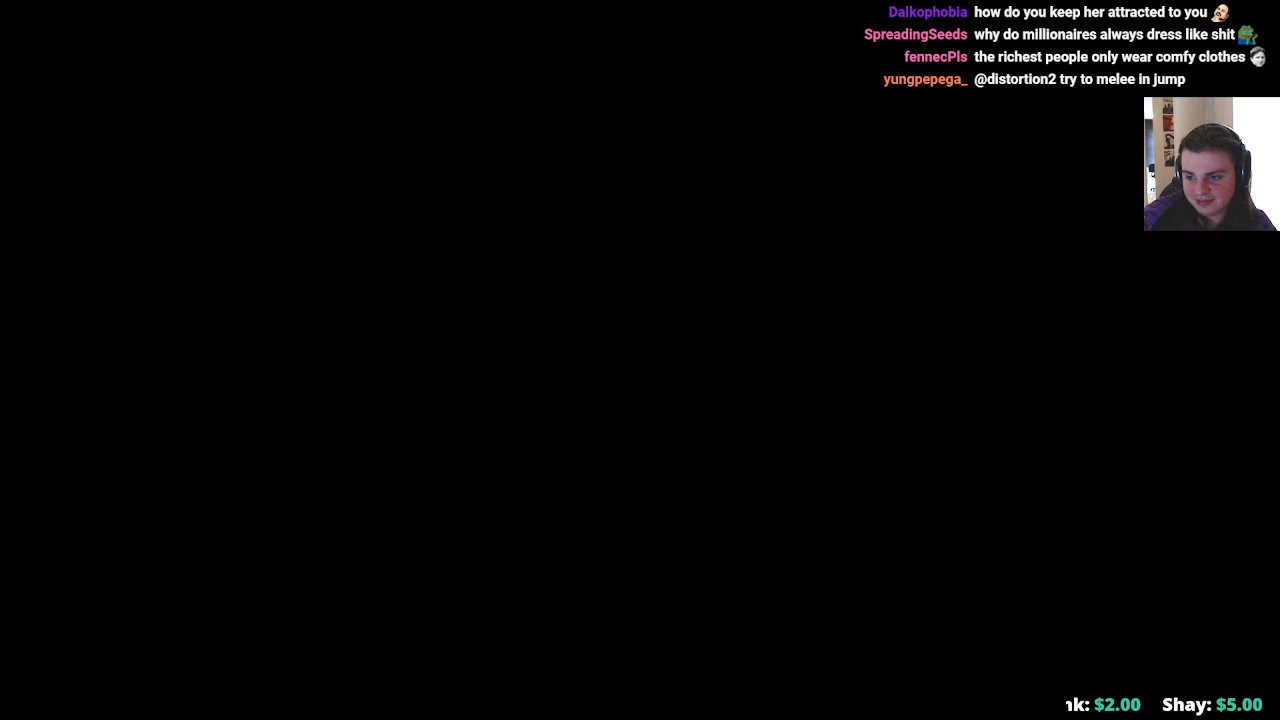 Dalkophobia how do you keep her attracted to you
SpreadingSeeds why do millionaires always dress like shit
fennecPls the richest people only wear comfy clothes
yungpepega_ @distortion2 try to melee in jump
nk: $2.00 Shay: $5.00